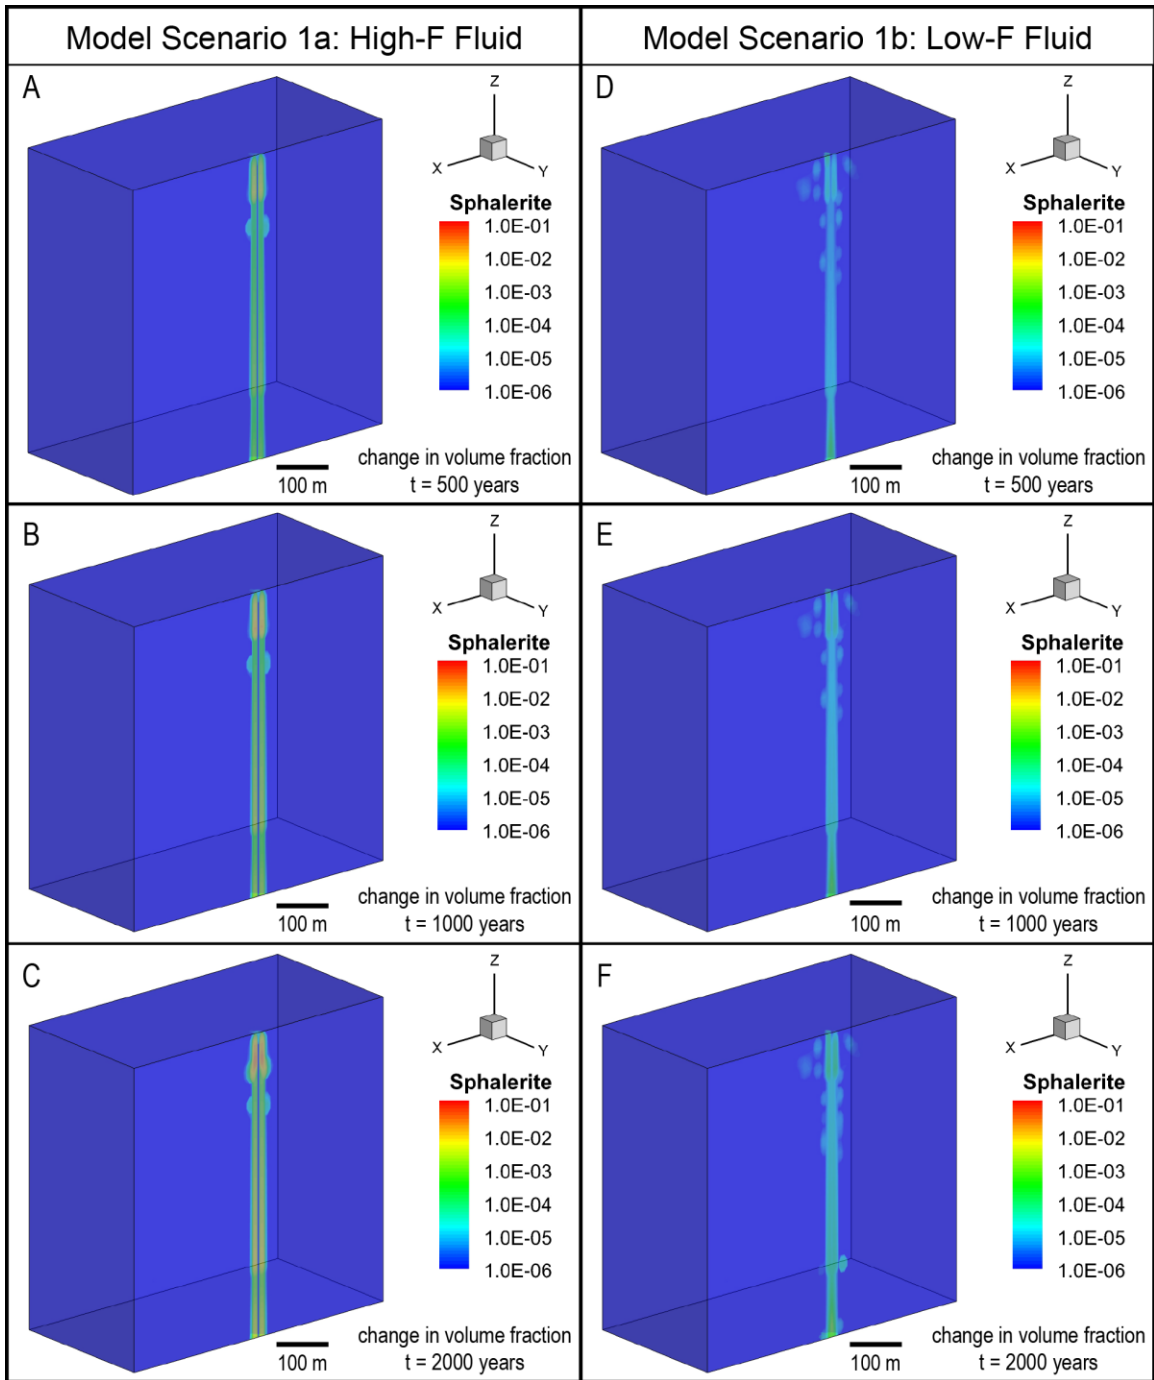 Model Scenario 1a: High-F Fluid
Model Scenario 1b: Low-F Fluid
A
Z
X
Y
Sphalerite
1.0E-01
1.0E-02
1.0E-03
1.0E-04
1.0E-05
1.0E-06
100 m
change in volume fraction
t = 500 years
D
Z
X
Y
Sphalerite
1.0E-01
1.0E-02
1.0E-03
1.0E-04
1.0E-05
1.0E-06
100 m
change in volume fraction
t = 500 years
B
Z
X
Y
Sphalerite
1.0E-01
1.0E-02
1.0E-03
1.0E-04
1.0E-05
1.0E-06
100 m
change in volume fraction
t = 1000 years
E
Z
X
Y
Sphalerite
1.0E-01
1.0E-02
1.0E-03
1.0E-04
1.0E-05
1.0E-06
100 m
change in volume fraction
t = 1000 years
C
Z
X
Y
Sphalerite
1.0E-01
1.0E-02
1.0E-03
1.0E-04
1.0E-05
1.0E-06
100 m
change in volume fraction
t = 2000 years
F
Z
X
Y
Sphalerite
1.0E-01
1.0E-02
1.0E-03
1.0E-04
1.0E-05
1.0E-06
100 m
change in volume fraction
t = 2000 years